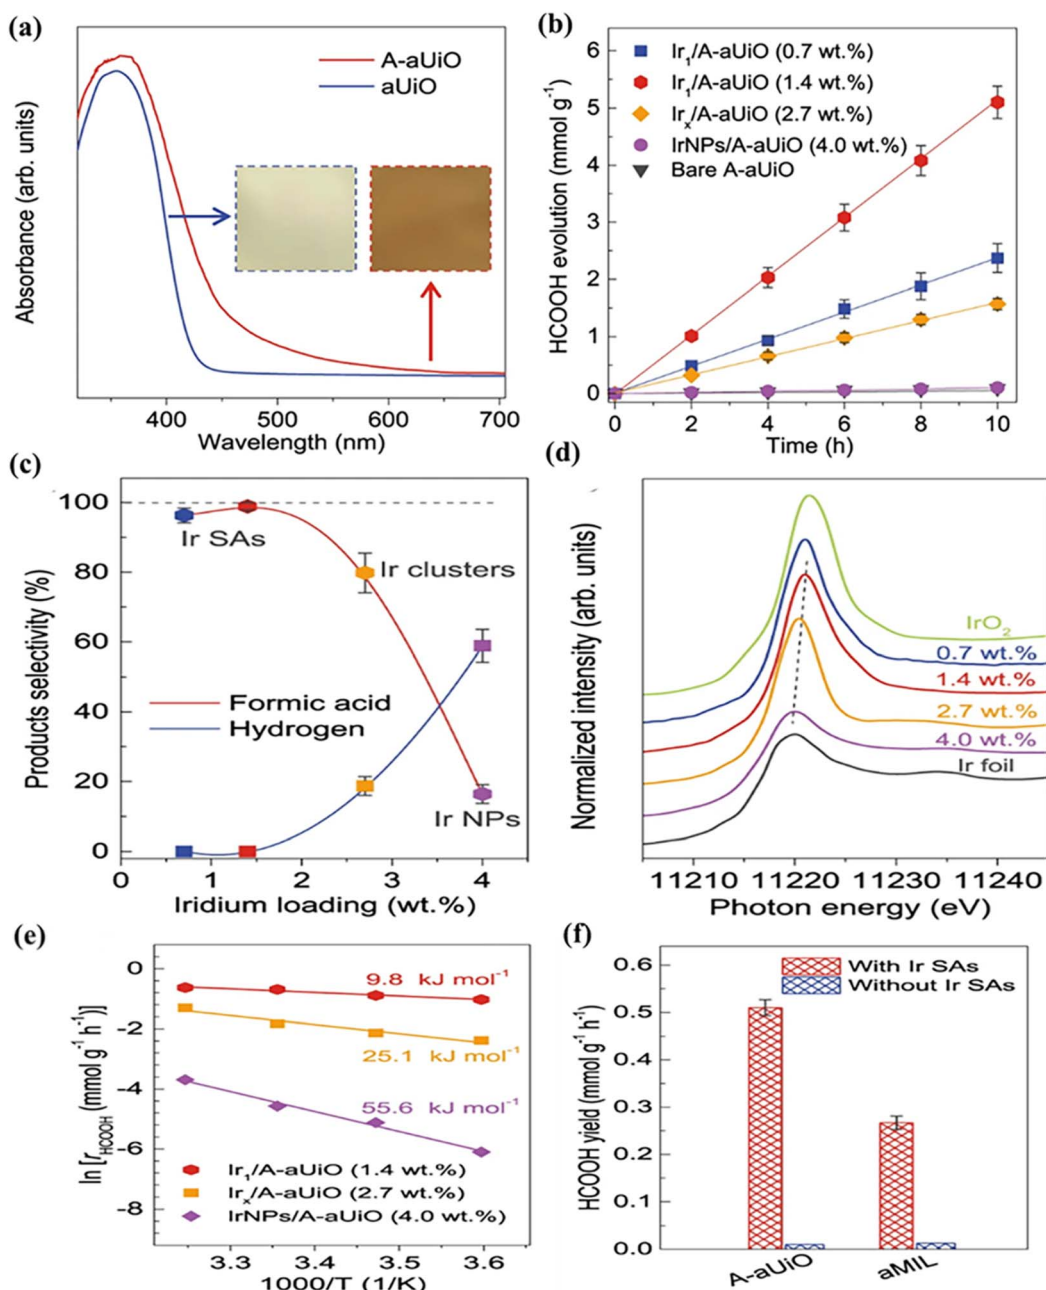 (a)
A-aUiO
aUiO
Absorbance (arb. units)
400
500
600
700
Wavelength (nm)
(b)
Ir₁/A-aUiO (0.7 wt.%)
Ir₁/A-aUiO (1.4 wt.%)
Irₓ/A-aUiO (2.7 wt.%)
IrNPs/A-aUiO (4.0 wt.%)
Bare A-aUiO
HCOOH evolution (mmol g⁻¹)
6
5
4
3
2
1
0
0
2
4
6
8
10
Time (h)
(c)
Products selectivity (%)
100
80
60
40
20
0
Ir SAs
Ir clusters
Formic acid
Hydrogen
Ir NPs
0
1
2
3
4
Iridium loading (wt.%)
(d)
Normalized intensity (arb. units)
IrO₂
0.7 wt.%
1.4 wt.%
2.7 wt.%
4.0 wt.%
Ir foil
11210
11220
11230
11240
Photon energy (eV)
(e)
ln [r_HCOOH (mmol g⁻¹ h⁻¹)]
0
-2
-4
-6
-8
9.8 kJ mol⁻¹
25.1 kJ mol⁻¹
55.6 kJ mol⁻¹
Ir₁/A-aUiO (1.4 wt.%)
Irₓ/A-aUiO (2.7 wt.%)
IrNPs/A-aUiO (4.0 wt.%)
3.3
3.4
3.5
3.6
1000/T (1/K)
(f)
HCOOH yield (mmol g⁻¹ h⁻¹)
0.6
0.5
0.4
0.3
0.2
0.1
0.0
With Ir SAs
Without Ir SAs
A-aUiO
aMIL